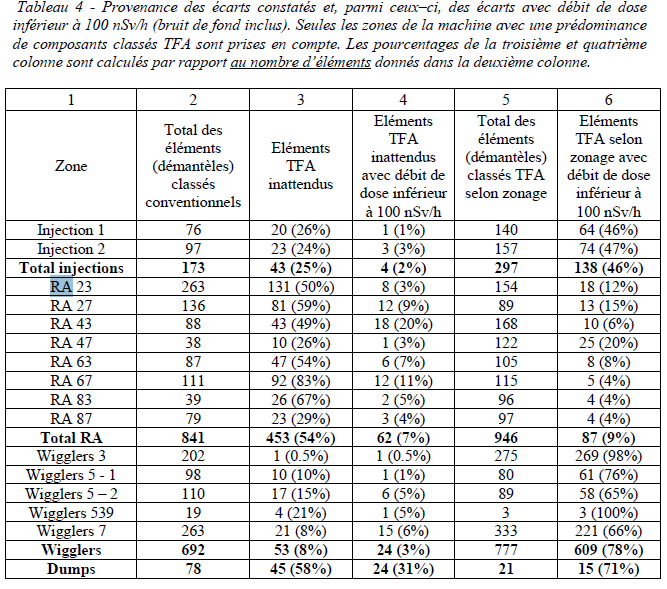 Tableau 4 - Provenance des écarts constatés et, parmi ceux–ci, des écarts avec débit de dose
inférieur à 100 nSv/h (bruit de fond inclus). Seules les zones de la machine avec une prédominance
de composants classés TFA sont prises en compte. Les pourcentages de la troisième et quatrième
colonne sont calculés par rapport au nombre d'éléments donnés dans la deuxième colonne.
1 2 3 4 5 6
Zone
Total des
éléments
(démantèles)
classés
conventionnels
Eléments
TFA
inattendus
Eléments
TFA
inattendus
avec débit de
dose inférieur
à 100 nSv/h
Total des
éléments
(démantèles)
classés TFA
selon zonage
Eléments
TFA selon
zonage avec
débit de dose
inférieur à
100 nSv/h
Injection 1 76 20 (26%) 1 (1%) 140 64 (46%)
Injection 2 97 23 (24%) 3 (3%) 157 74 (47%)
Total injections 173 43 (25%) 4 (2%) 297 138 (46%)
RA 23 263 131 (50%) 8 (3%) 154 18 (12%)
RA 27 136 81 (59%) 12 (9%) 89 13 (15%)
RA 43 88 43 (49%) 18 (20%) 168 10 (6%)
RA 47 38 10 (26%) 1 (3%) 122 25 (20%)
RA 63 87 47 (54%) 6 (7%) 105 8 (8%)
RA 67 111 92 (83%) 12 (11%) 115 5 (4%)
RA 83 39 26 (67%) 2 (5%) 96 4 (4%)
RA 87 79 23 (29%) 3 (4%) 97 4 (4%)
Total RA 841 453 (54%) 62 (7%) 946 87 (9%)
Wigglers 3 202 1 (0.5%) 1 (0.5%) 275 269 (98%)
Wigglers 5 - 1 98 10 (10%) 1 (1%) 80 61 (76%)
Wigglers 5 – 2 110 17 (15%) 6 (5%) 89 58 (65%)
Wigglers 539 19 4 (21%) 1 (5%) 3 3 (100%)
Wigglers 7 263 21 (8%) 15 (6%) 333 221 (66%)
Wigglers 692 53 (8%) 24 (3%) 777 609 (78%)
Dumps 78 45 (58%) 24 (31%) 21 15 (71%)